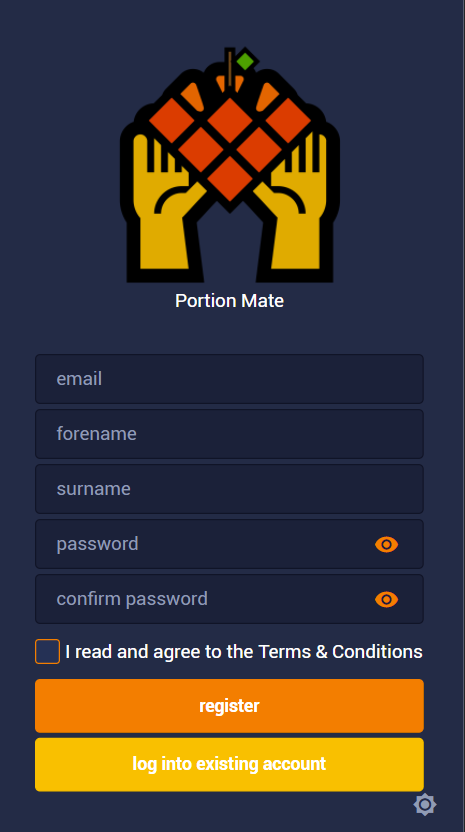 Portion Mate
email
forename
surname
password
confirm password
I read and agree to the Terms & Conditions
register
log into existing account